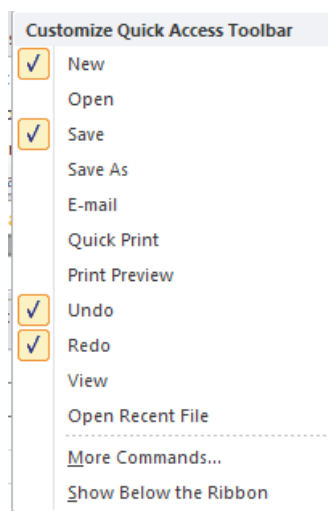 Customize Quick Access Toolbar
New
Open
Save
Save As
E-mail
Quick Print
Print Preview
Undo
Redo
View
Open Recent File
More Commands...
Show Below the Ribbon